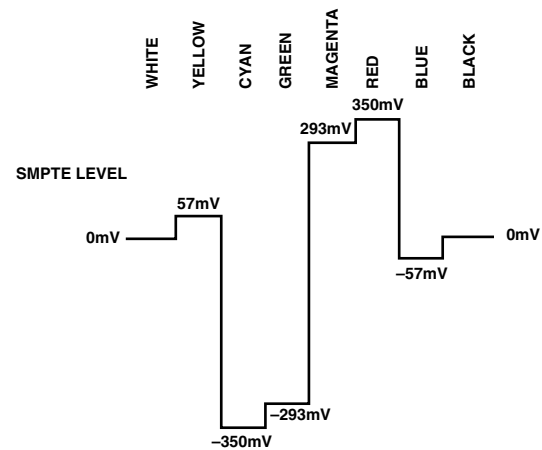 WHITE
YELLOW
CYAN
GREEN
MAGENTA
RED
BLUE
BLACK
350mV
293mV
SMPTE LEVEL
57mV
0mV
0mV
–57mV
–293mV
–350mV